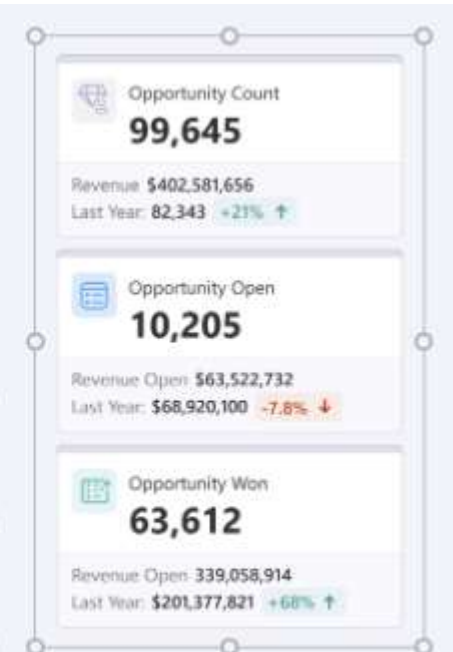 Opportunity Count
99,645
Revenue $402,581,656
Last Year: 82,343 +21% ↑
Opportunity Open
10,205
Revenue Open $63,522,732
Last Year: $68,920,100 -7.8% ↓
Opportunity Won
63,612
Revenue Open 339,058,914
Last Year: $201,377,821 +68% ↑